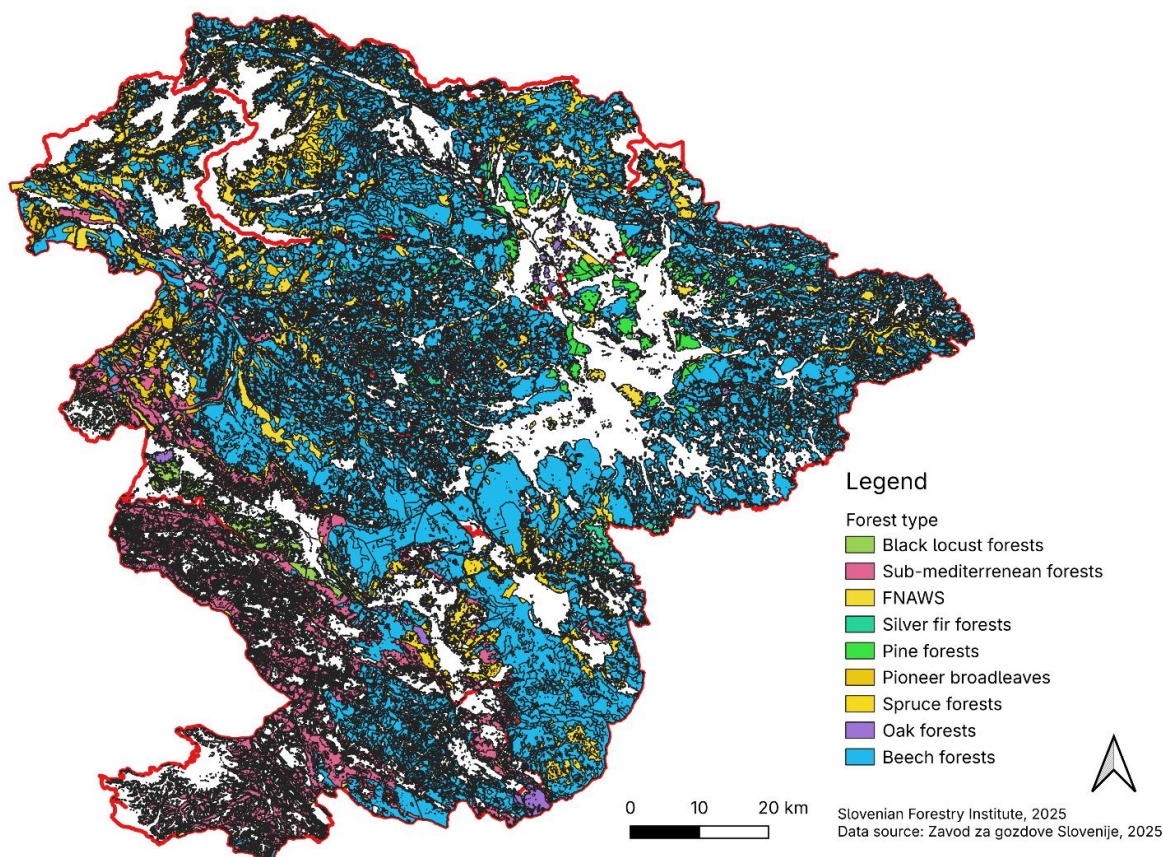 Legend
Forest type
Black locust forests
Sub-mediterrenean forests
FNAWS
Silver fir forests
Pine forests
Pioneer broadleaves
Spruce forests
Oak forests
Beech forests
0 10 20 km
Slovenian Forestry Institute, 2025
Data source: Zavod za gozdove Slovenije, 2025